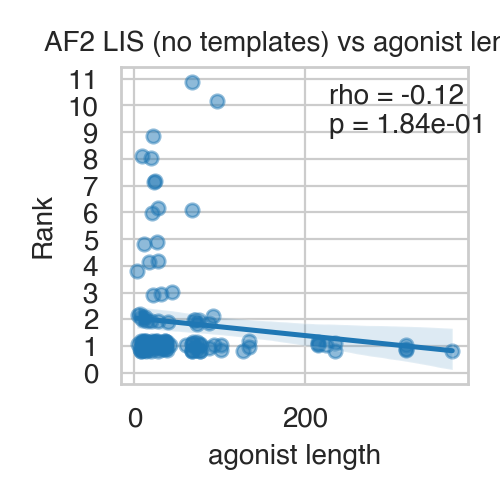 AF2 LIS (no templates) vs agonist len
rho = -0.12
p = 1.84e-01
Rank
11
10
9
8
7
6
5
4
3
2
1
0
0
200
agonist length